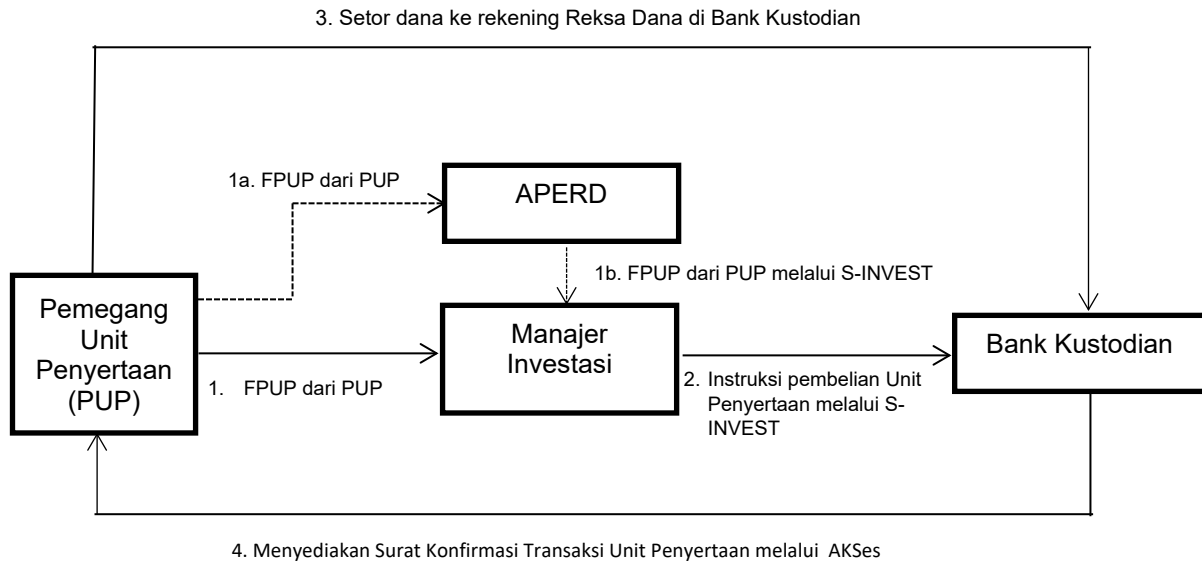 3. Setor dana ke rekening Reksa Dana di Bank Kustodian
1a. FPUP dari PUP
APERD
1b. FPUP dari PUP melalui S-INVEST
Pemegang
Unit
Penyertaan
(PUP)
Manajer
Investasi
Bank Kustodian
1. FPUP dari PUP
2. Instruksi pembelian Unit
Penyertaan melalui S-
INVEST
4. Menyediakan Surat Konfirmasi Transaksi Unit Penyertaan melalui AKSes